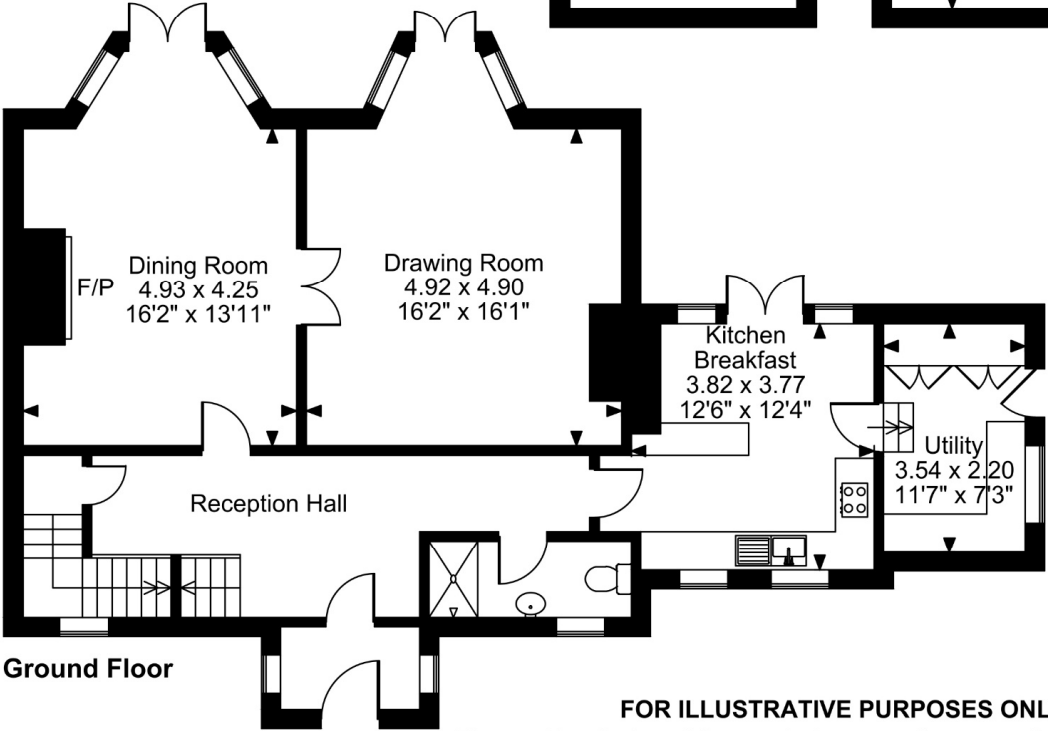 Dining Room
4.93 x 4.25
16'2" x 13'11"
F/P
Drawing Room
4.92 x 4.90
16'2" x 16'1"
Kitchen
Breakfast
3.82 x 3.77
12'6" x 12'4"
Utility
3.54 x 2.20
11'7" x 7'3"
Reception Hall
Ground Floor
FOR ILLUSTRATIVE PURPOSES ONL